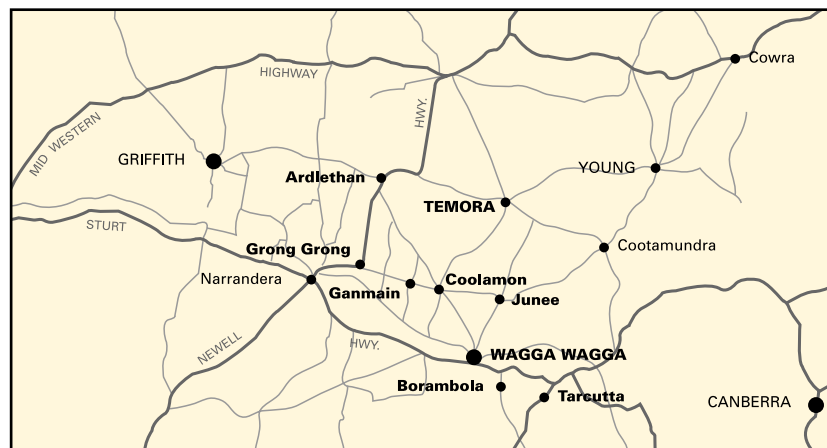 Cowra
HIGHWAY
HWY.
MID WESTERN
GRIFFITH
YOUNG
Ardlethan
TEMORA
STURT
Cootamundra
Grong Grong
Narrandera
Coolamon
Ganmain
Junee
NEWELL
HWY.
WAGGA WAGGA
Borambola
Tarcutta
CANBERRA